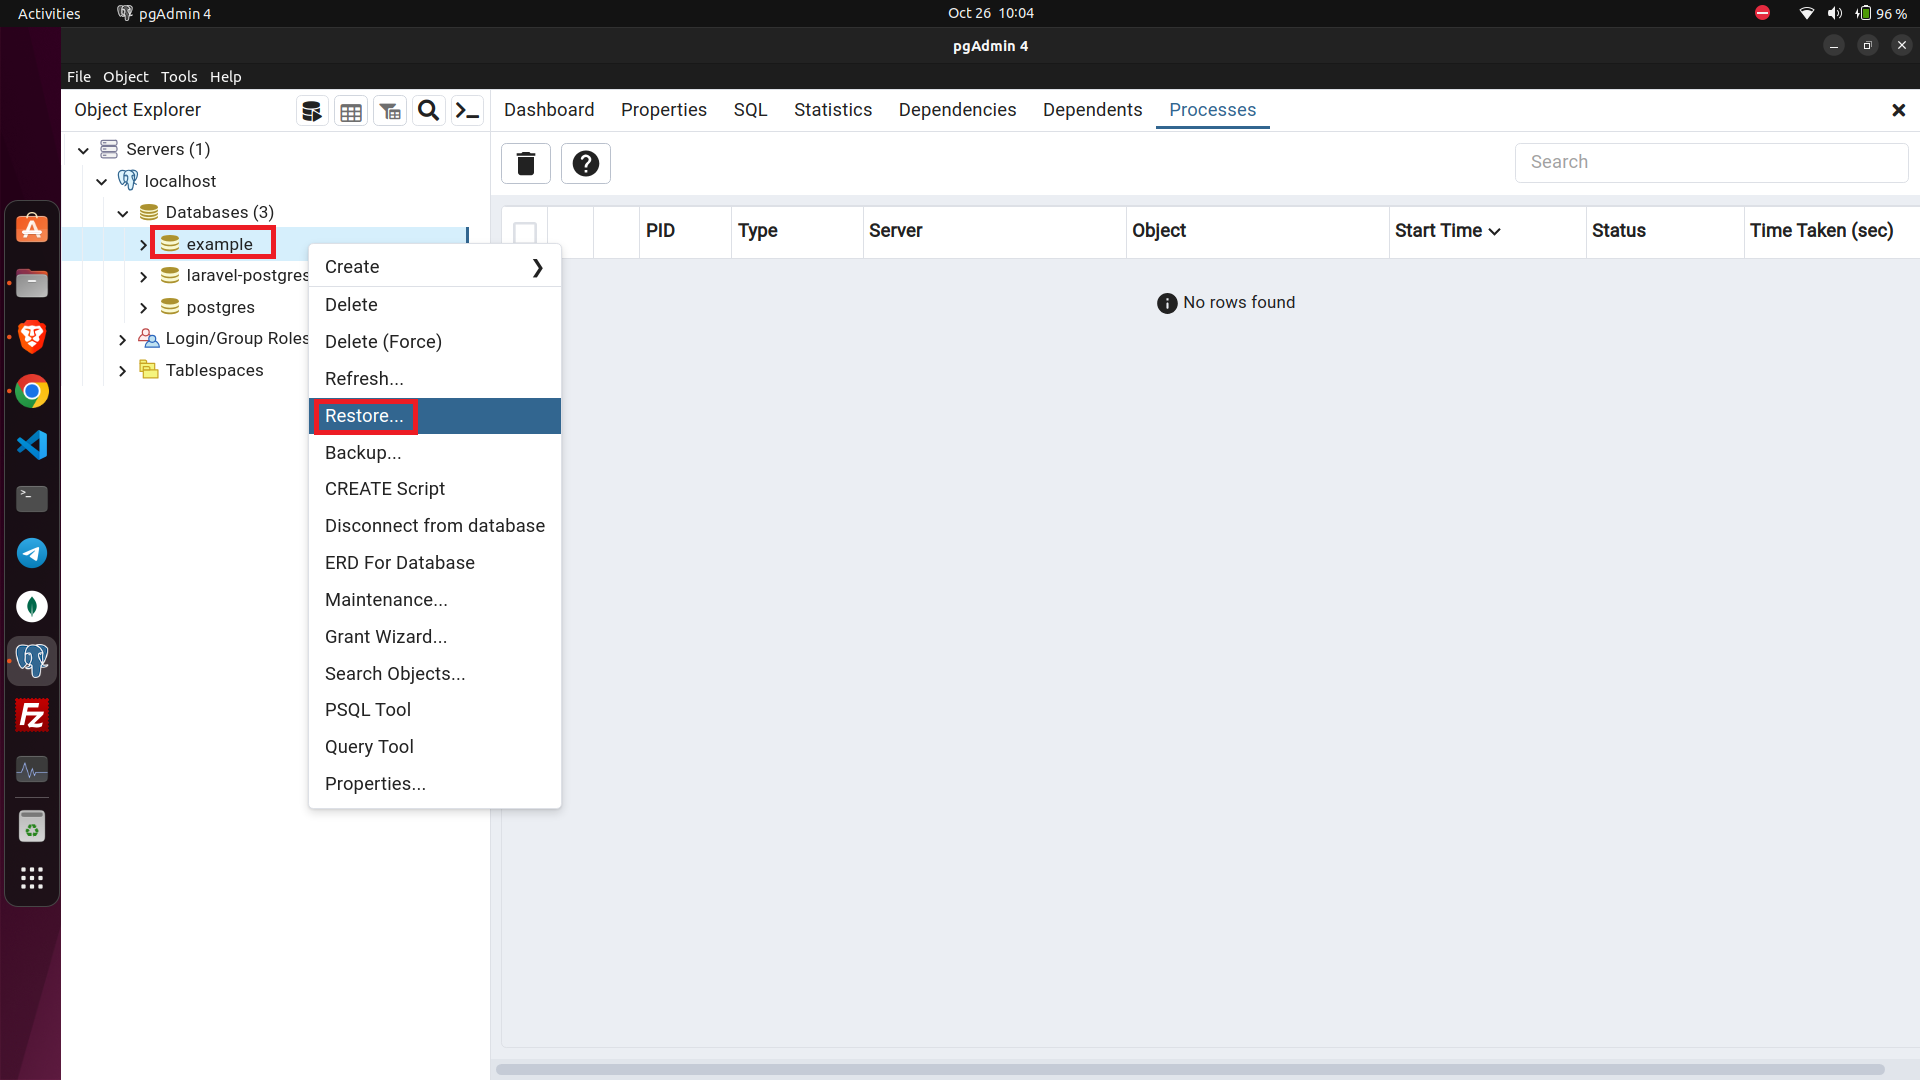 Activities pgAdmin 4 Oct 26 10:04 96 %
pgAdmin 4
File Object Tools Help
Object Explorer Dashboard Properties SQL Statistics Dependencies Dependents Processes
Servers (1)
Search
localhost
Databases (3)
PID Type Server Object Start Time Status Time Taken (sec)
example
Create
laravel-postgres
Delete
No rows found
postgres
Login/Group Roles
Delete (Force)
Tablespaces
Refresh...
Restore...
Backup...
CREATE Script
Disconnect from database
ERD For Database
Maintenance...
Grant Wizard...
Search Objects...
PSQL Tool
Query Tool
Properties...